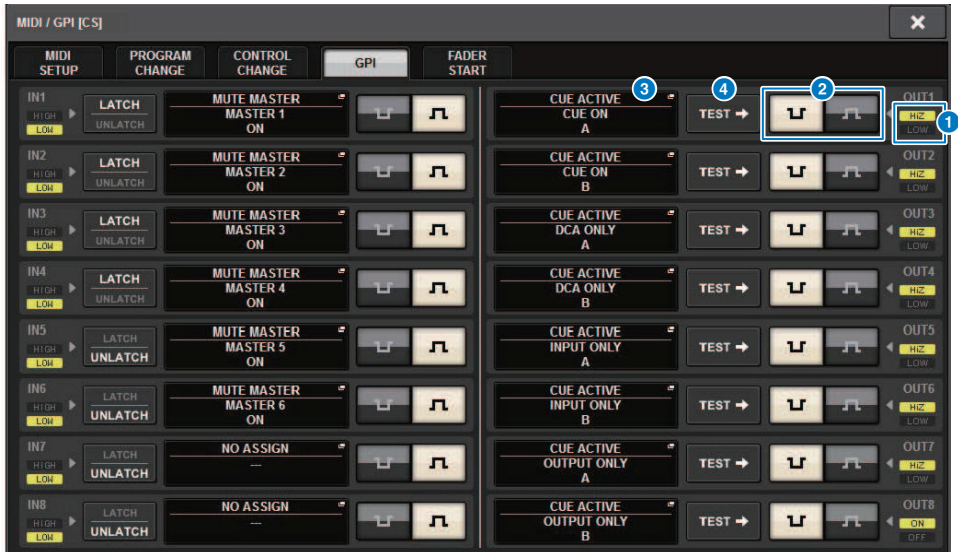 MIDI / GPI [CS]
MIDI SETUP
PROGRAM CHANGE
CONTROL CHANGE
GPI
FADER START
IN1
HIGH
LOW
LATCH
UNLATCH
MUTE MASTER
MASTER 1
ON
CUE ACTIVE
CUE ON
A
3
4
TEST
2
OUT1
HiZ
LOW
1
IN2
HIGH
LOW
LATCH
UNLATCH
MUTE MASTER
MASTER 2
ON
CUE ACTIVE
CUE ON
B
TEST
OUT2
HiZ
LOW
IN3
HIGH
LOW
LATCH
UNLATCH
MUTE MASTER
MASTER 3
ON
CUE ACTIVE
DCA ONLY
A
TEST
OUT3
HiZ
LOW
IN4
HIGH
LOW
LATCH
UNLATCH
MUTE MASTER
MASTER 4
ON
CUE ACTIVE
DCA ONLY
B
TEST
OUT4
HiZ
LOW
IN5
HIGH
LOW
LATCH
UNLATCH
MUTE MASTER
MASTER 5
ON
CUE ACTIVE
INPUT ONLY
A
TEST
OUT5
HiZ
LOW
IN6
HIGH
LOW
LATCH
UNLATCH
MUTE MASTER
MASTER 6
ON
CUE ACTIVE
INPUT ONLY
B
TEST
OUT6
HiZ
LOW
IN7
HIGH
LOW
LATCH
UNLATCH
NO ASSIGN
---
CUE ACTIVE
OUTPUT ONLY
A
TEST
OUT7
HiZ
LOW
IN8
HIGH
LOW
LATCH
UNLATCH
NO ASSIGN
---
CUE ACTIVE
OUTPUT ONLY
B
TEST
OUT8
ON
OFF